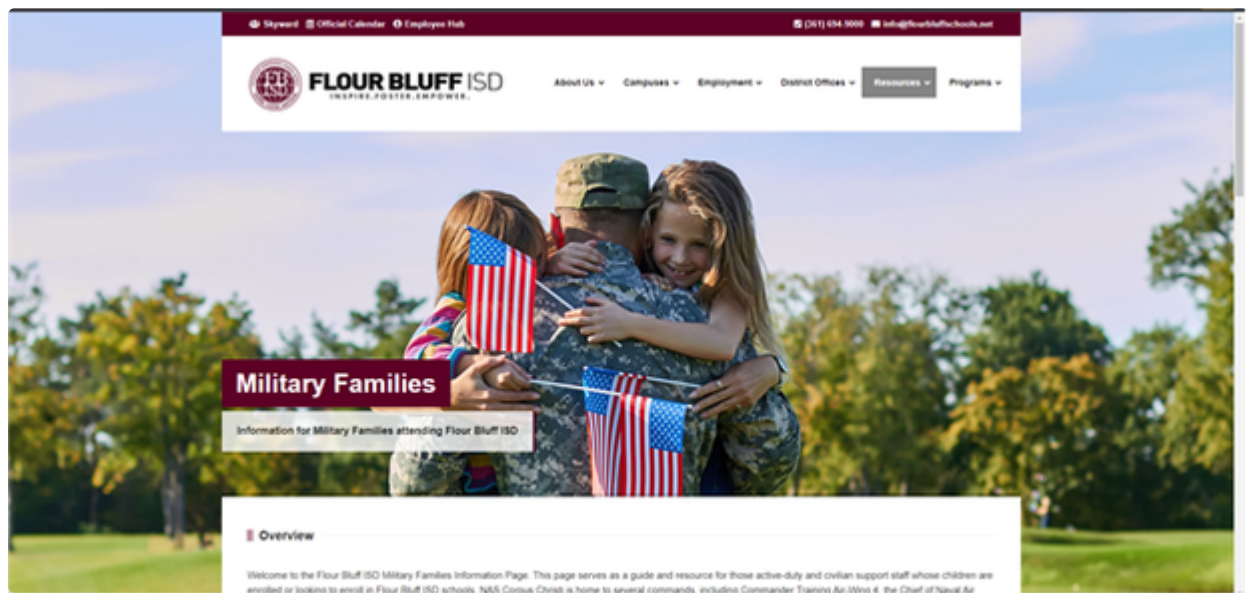 Skyward Official Calendar Employee Hub (361) 694-9000 info@flourbluffschools.net
FB
ISD
FLOUR BLUFF ISD
INSPIRE.FOSTER.EMPOWER.
About Us Campuses Employment District Offices Resources Programs
Military Families
Information for Military Families attending Flour Bluff ISD
Overview
Welcome to the Flour Bluff ISD Military Families Information Page. This page serves as a guide and resource for those active-duty and civilian support staff whose children are
enrolled or looking to enroll in Flour Bluff ISD schools. NAS Corpus Christi is home to several commands, including Commander Training Air Wing 4, the Chief of Naval Air